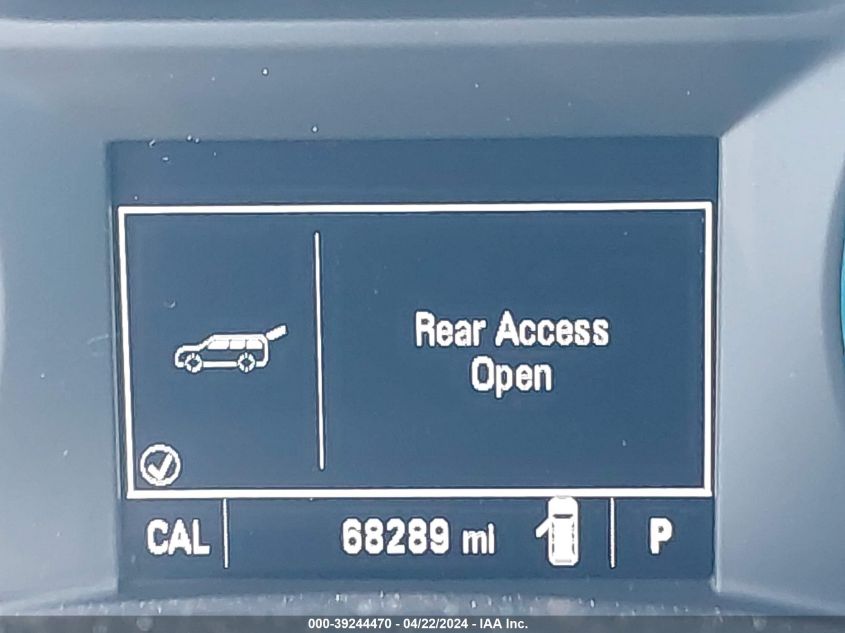 Rear Access
Open
CAL 68289 mi P
000-39244470 - 04/22/2024 - IAA Inc.